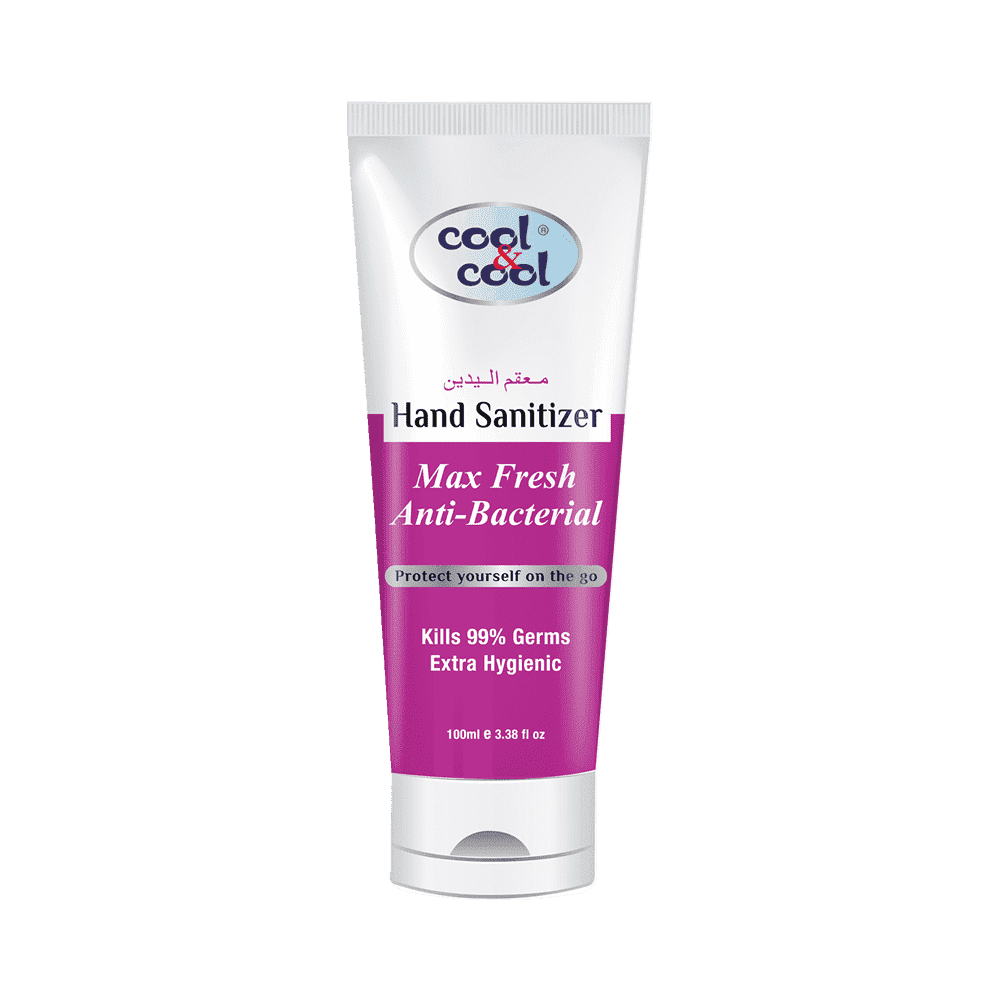 cool ®
&
cool
معقم اليدين
Hand Sanitizer
Max Fresh
Anti-Bacterial
Protect yourself on the go
Kills 99% Germs
Extra Hygienic
100ml e 3.38 fl oz